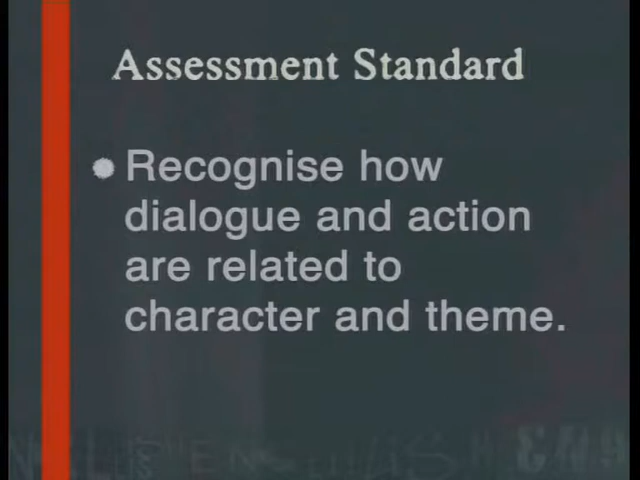 Assessment Standard
Recognise how
dialogue and action
are related to
character and theme.